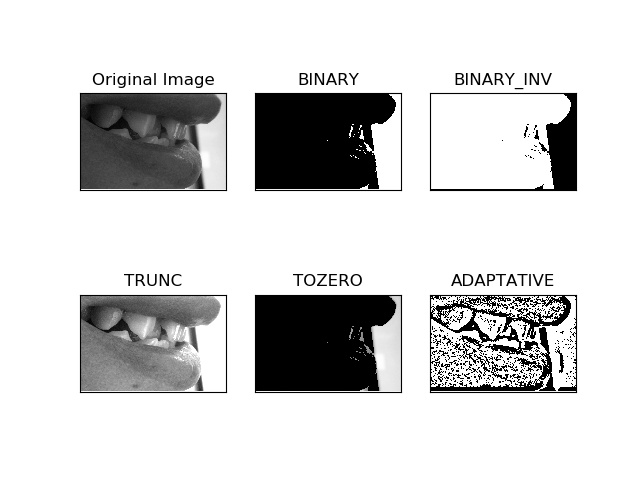 Original Image
BINARY
BINARY_INV
TRUNC
TOZERO
ADAPTATIVE